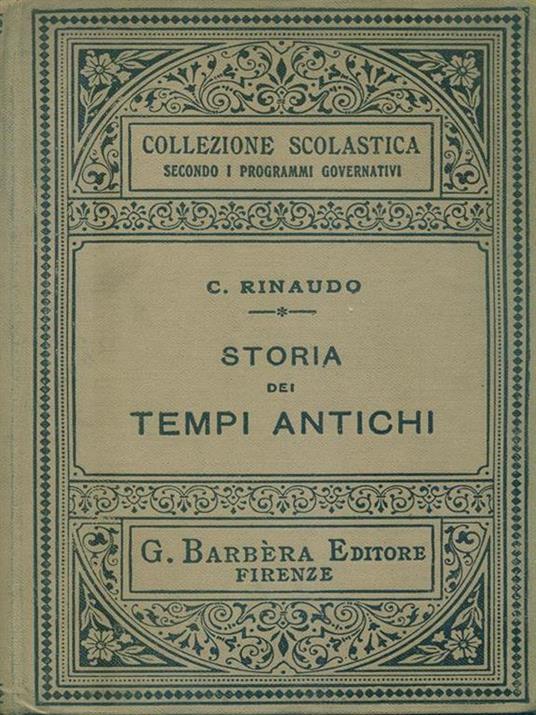 COLLEZIONE SCOLASTICA
SECONDO I PROGRAMMI GOVERNATIVI
C. RINAUDO
STORIA
DEI
TEMPI ANTICHI
G. BARBÈRA EDITORE
FIRENZE